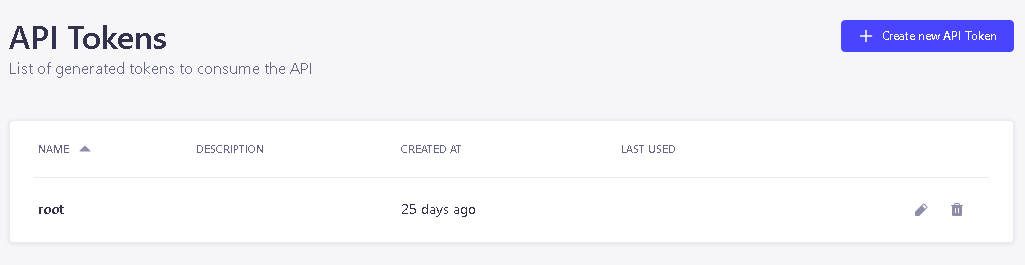 API Tokens
Create new API Token
List of generated tokens to consume the API
NAME DESCRIPTION CREATED AT LAST USED
root 25 days ago